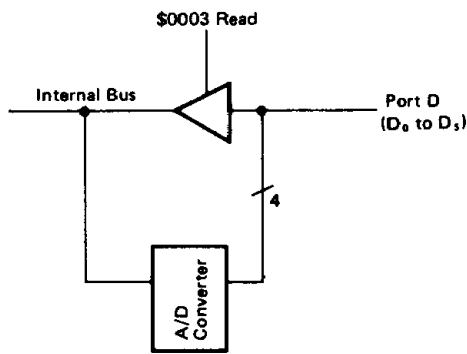 $0003 Read
Internal Bus
Port D
(D₀ to D₅)
4
A/D
Converter